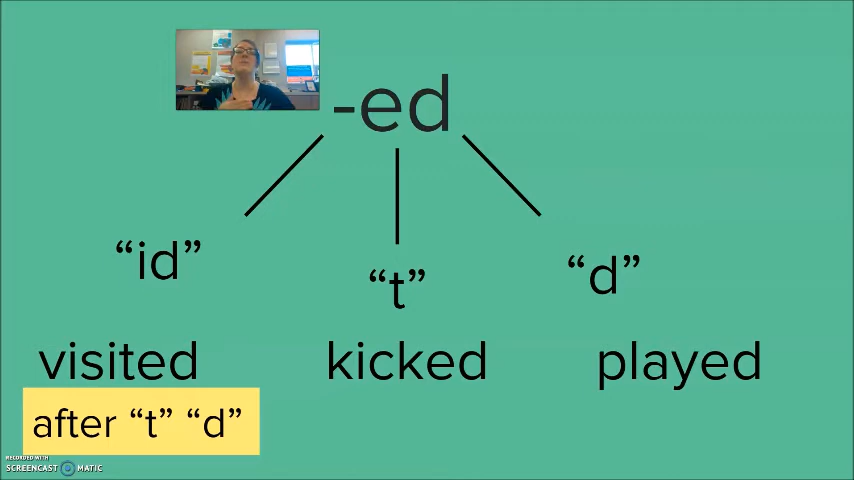 -ed
“id”
“t”
“d”
visited
kicked
played
after “t” “d”
RECORDED WITH
SCREENCAST MATIC